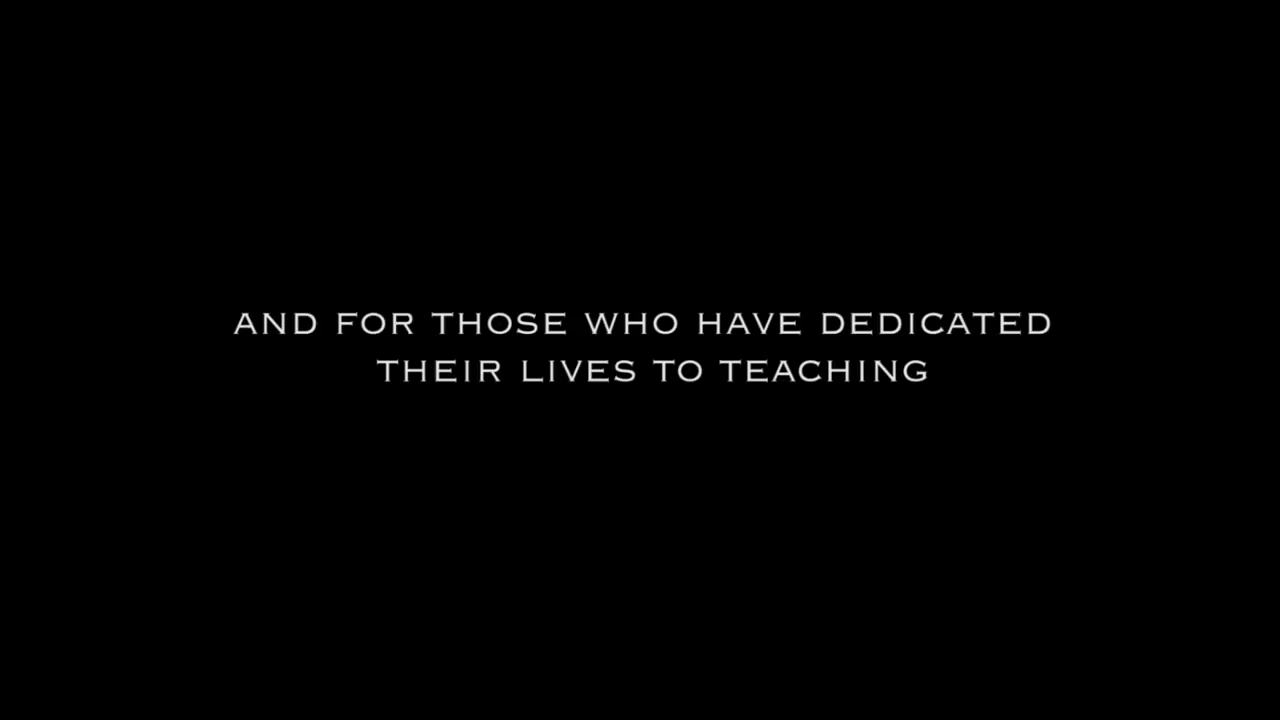 AND FOR THOSE WHO HAVE DEDICATED
THEIR LIVES TO TEACHING